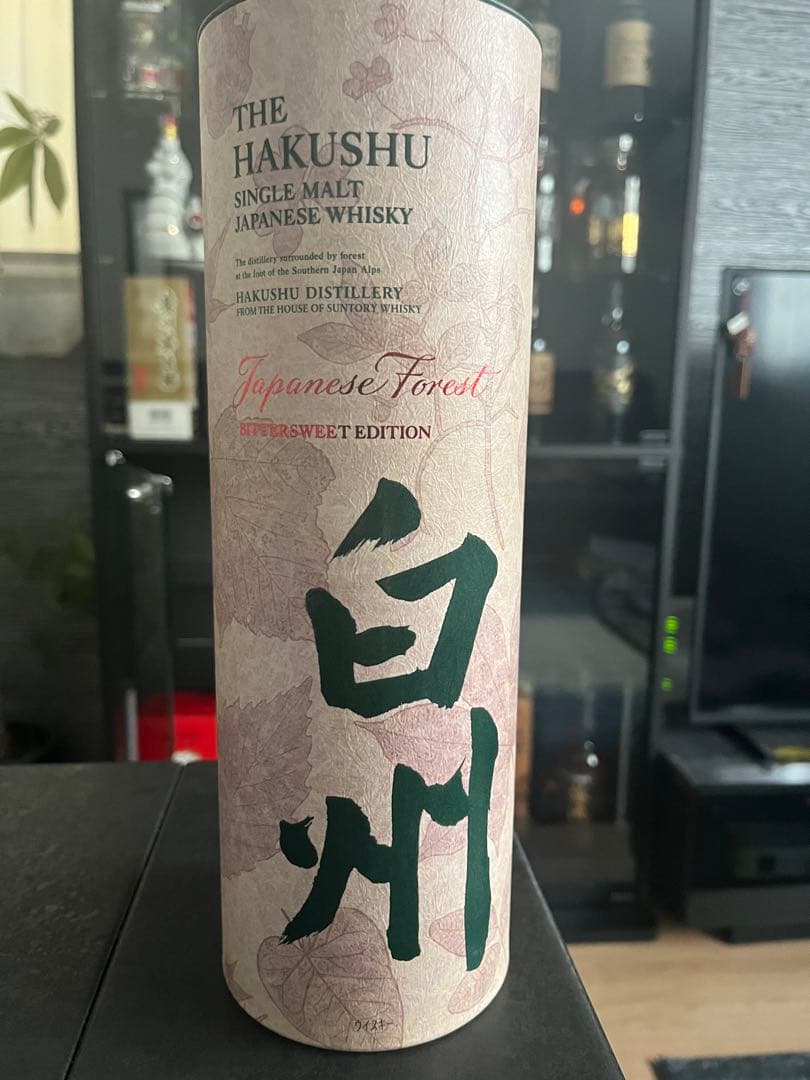 THE
HAKUSHU
SINGLE MALT
JAPANESE WHISKY
The distillery surrounded by forest
at the foot of the Southern Japan Alps
HAKUSHU DISTILLERY
FROM THE HOUSE OF SUNTORY WHISKY
Japanese Forest
BITTERSWEET EDITION
白
州
ウイスキー